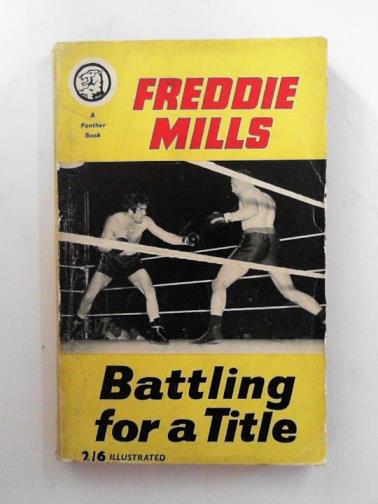 A
Panther
Book
FREDDIE
MILLS
Battling
for a Title
2/6 ILLUSTRATED